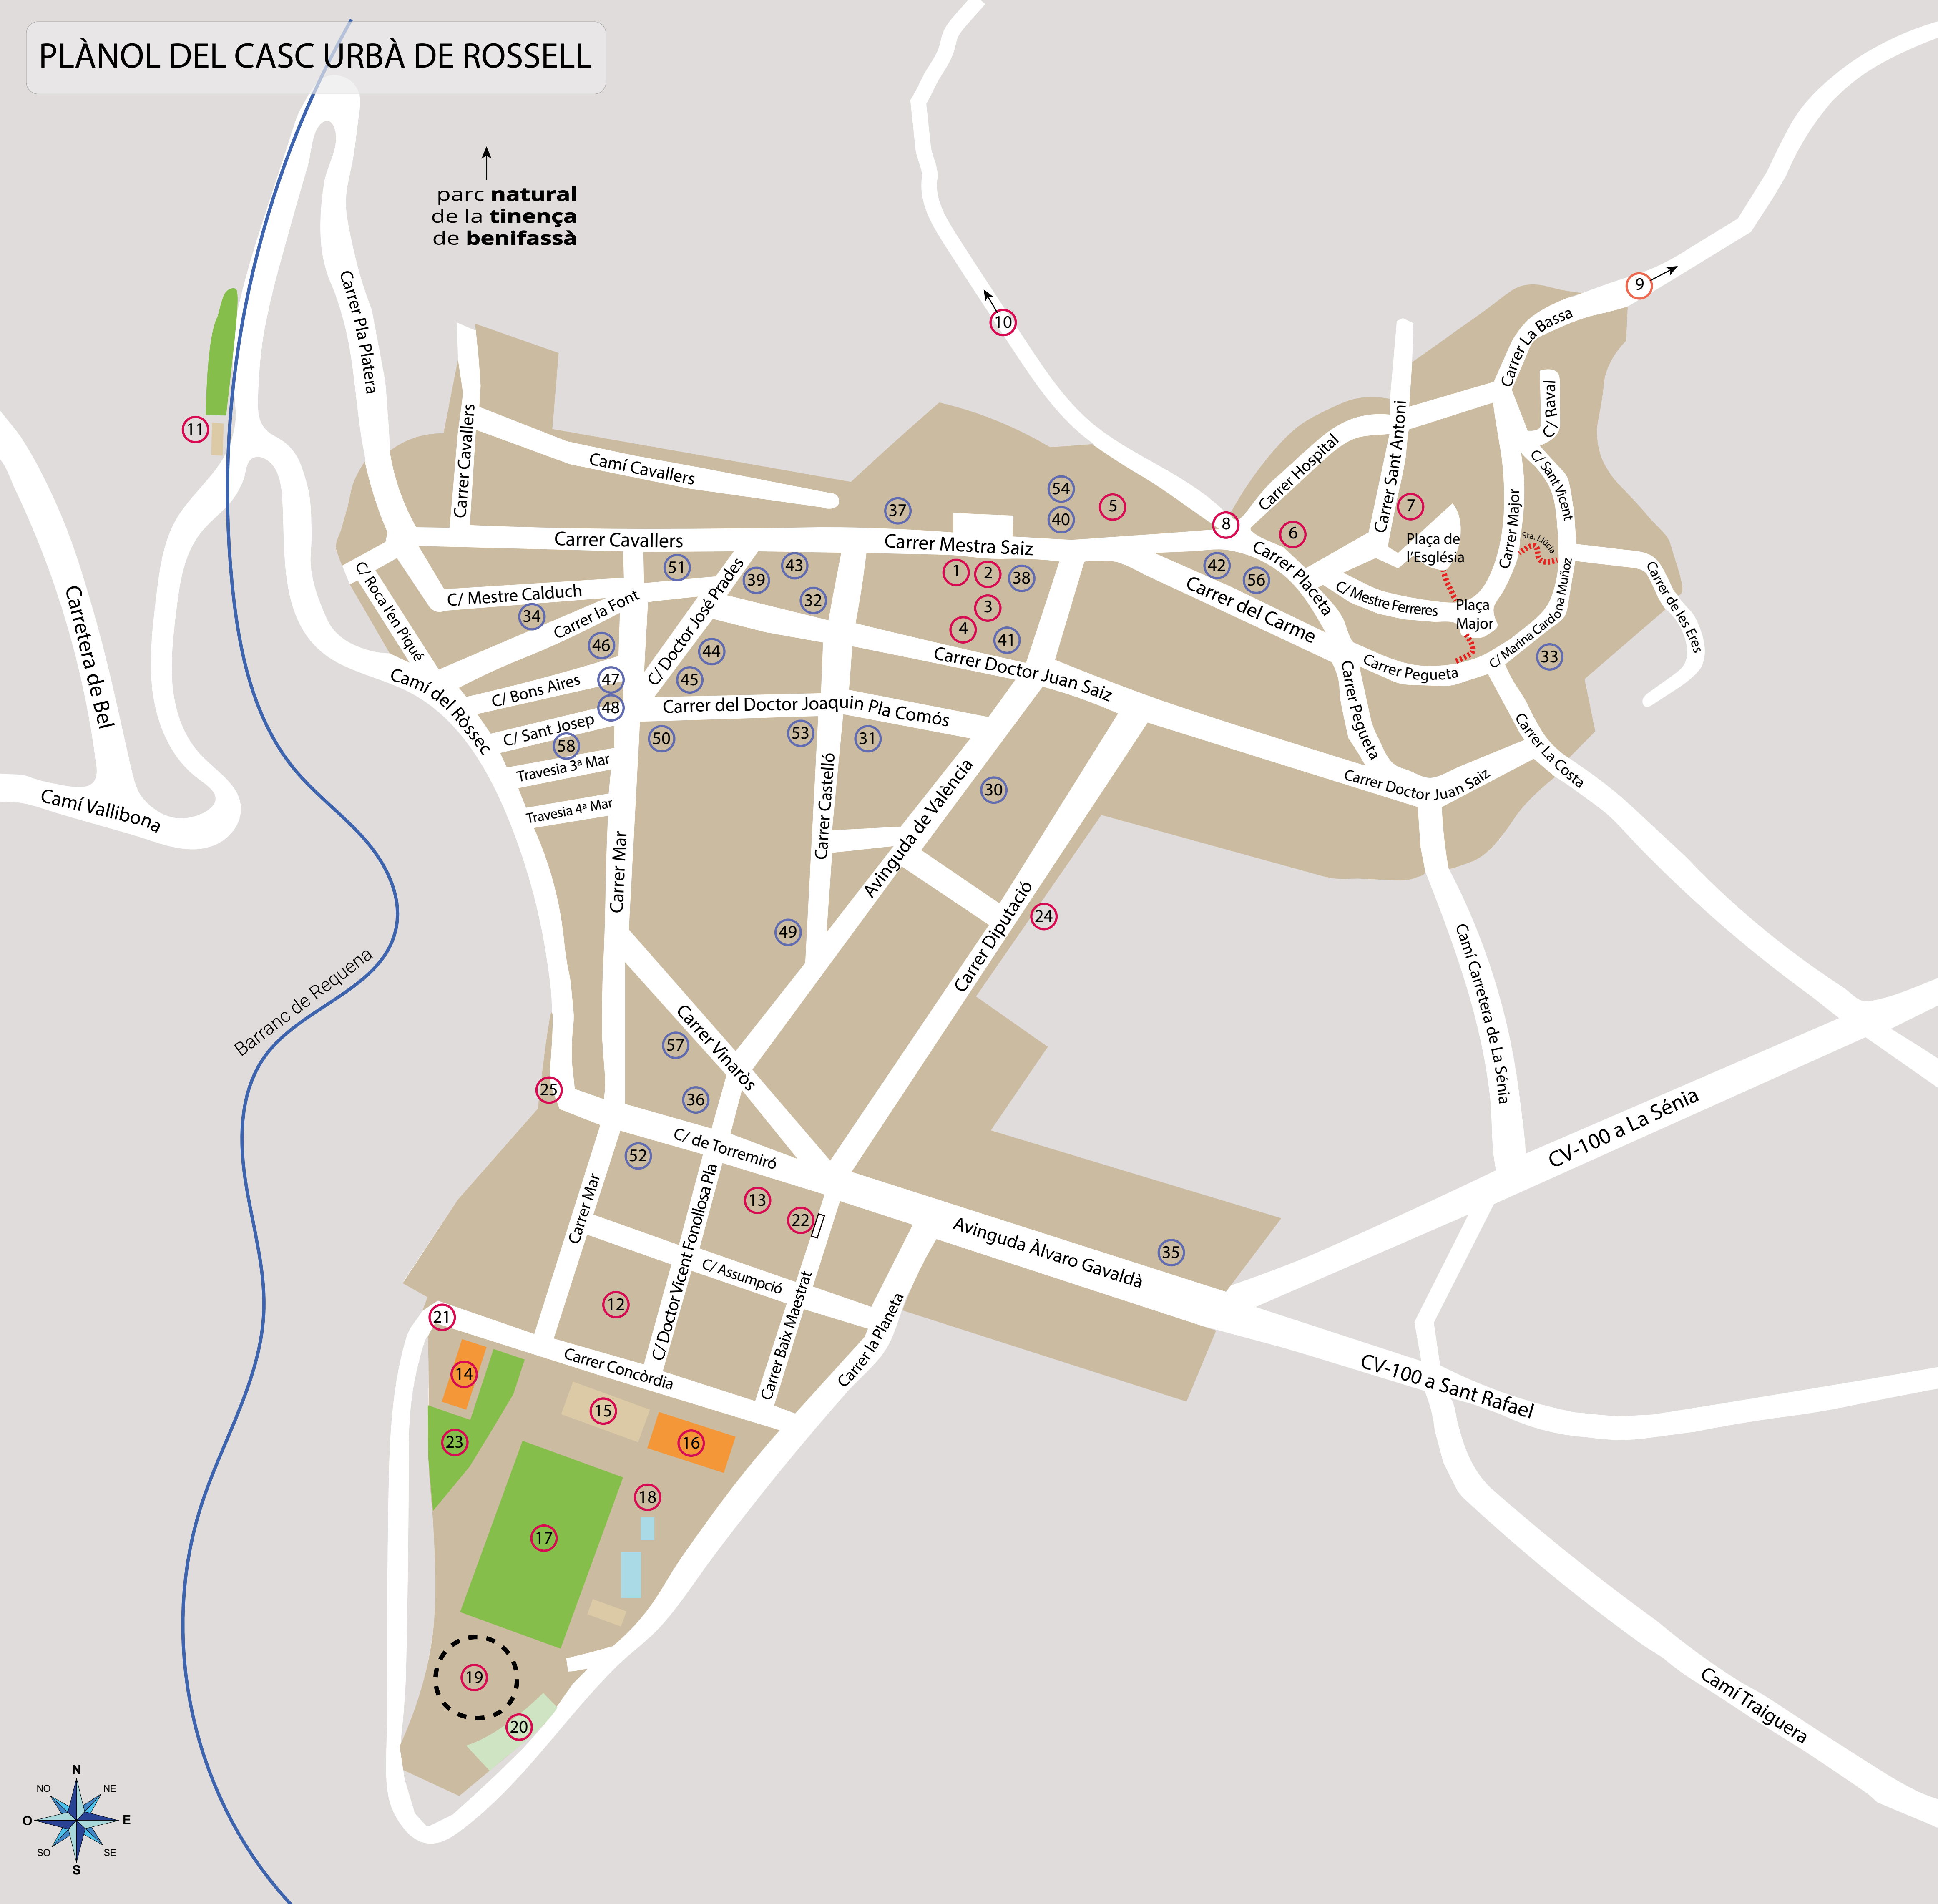 PLÀNOL DEL CASC URBÀ DE ROSSELL
parc natural
de la tinença
de benifassà
9
10
Carrer La Bassa
Carrer Pla Platera
11
Carrer Cavallers
Camí Cavallers
Carrer Hospital
Carrer Sant Antoni
C/ Raval
C/ Sant Vicent
37
54
40
5
8
6
7
Carrer Major
Sta. Llúcia
Plaça de
l'Església
Carrer Cavallers
Carrer Mestra Saiz
Carrer Placeta
C/ Roca l'en Piqué
C/ Mestre Calduch
51
C/ Doctor José Prades
39
43
32
1
2
38
3
4
41
42
56
Carrer del Carme
C/ Mestre Ferreres
Plaça
Major
C/ Marina Cardona Muñoz
Carrer de les Eres
33
Carretera de Bel
34
Carrer la Font
46
44
45
Carrer Doctor Juan Saiz
Carrer Pegueta
Carrer Pegueta
Camí del Ròssec
C/ Bons Aires
47
C/ Sant Josep
48
58
Carrer del Doctor Joaquin Pla Comós
50
53
31
Travesia 3ª Mar
Travesia 4ª Mar
Carrer Doctor Juan Saiz
Carrer La Costa
Camí Vallibona
Carrer Mar
Carrer Castelló
Avinguda de València
30
49
24
Carrer Diputació
Camí Carretera de La Sénia
Barranc de Requena
57
Carrer Vinaròs
25
36
CV-100 a La Sénia
52
C/ de Torremiró
13
22
Carrer Mar
C/ Doctor Vicent Fonollosa Pla
Avinguda Àlvaro Gavaldà
35
C/ Assumpció
12
Carrer Baix Maestrat
Carrer la Planeta
21
Carrer Concòrdia
CV-100 a Sant Rafael
14
15
16
23
18
17
19
20
Camí Traiguera
N
NO
NE
O
E
SO
SE
S